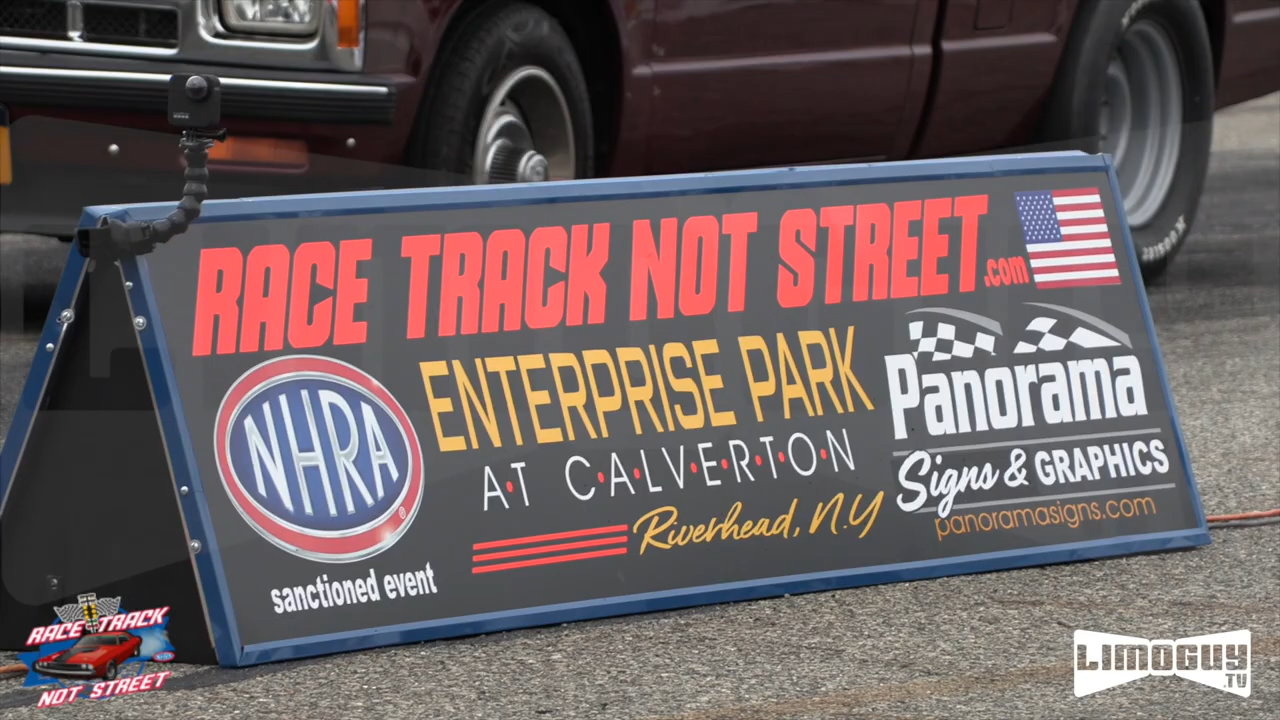 RACE TRACK NOT STREET.com
NHRA
®
sanctioned event
ENTERPRISE PARK
AT C•A•L•V•E•R•T•O•N
Riverhead, N.Y
Panorama
Signs & GRAPHICS
panoramasigns.com
RACE TRACK
NOT STREET
LIMOGUY
.TV